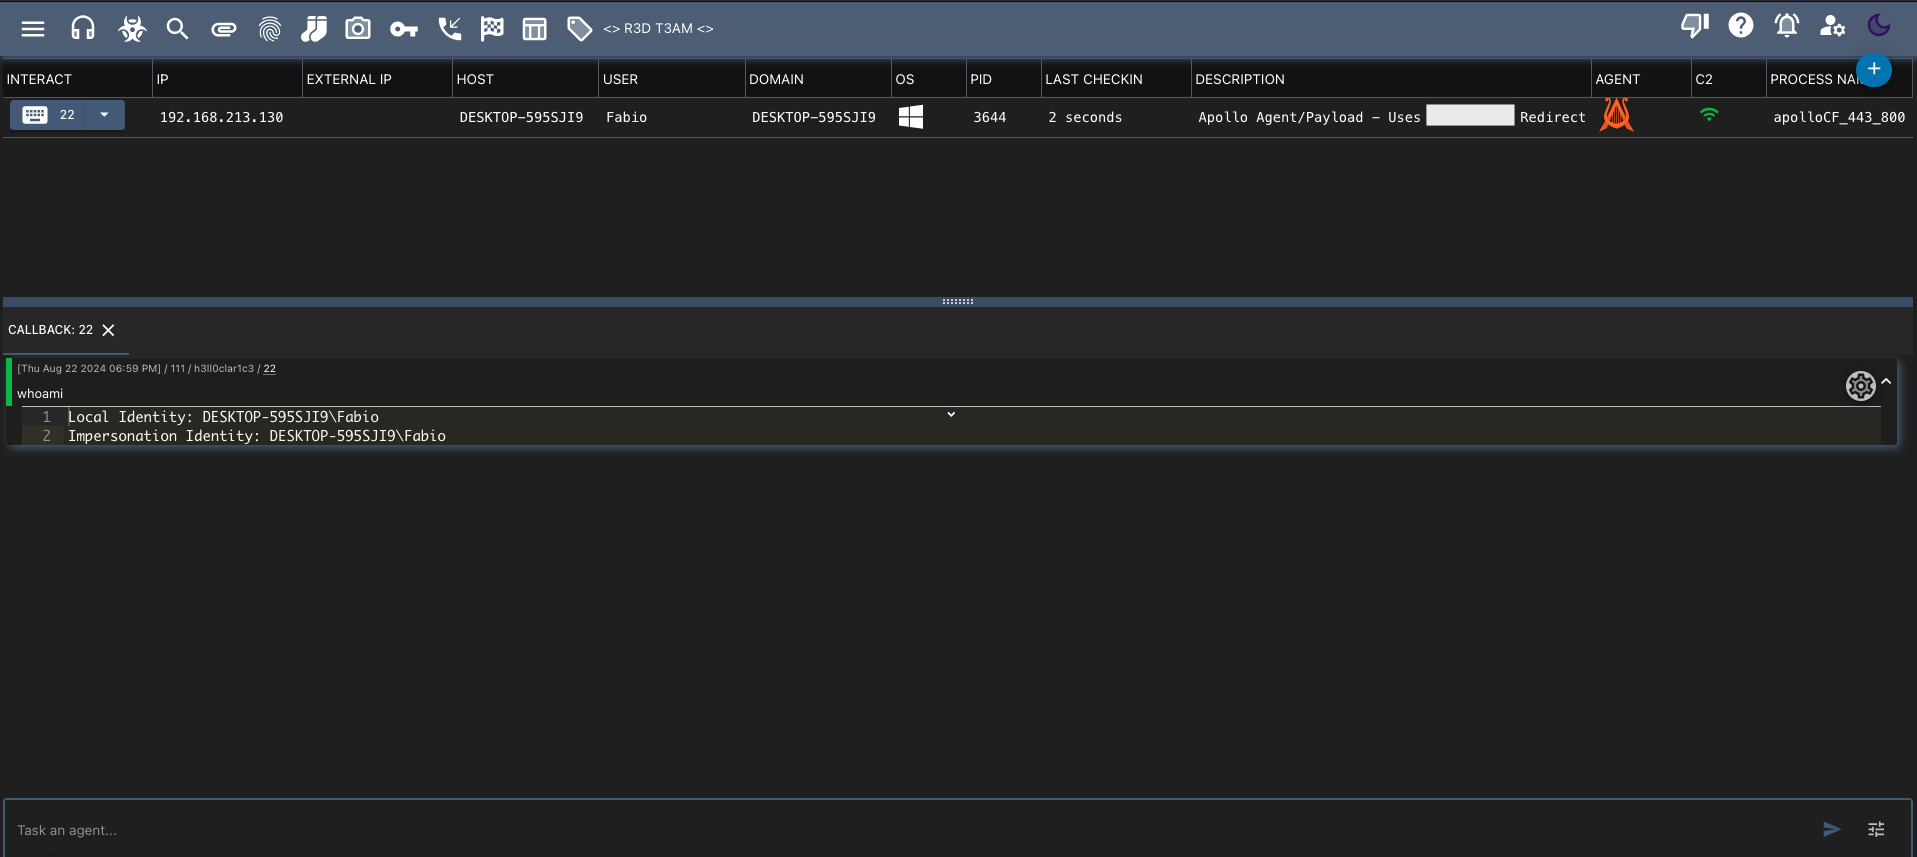 <> R3D T3AM <>
INTERACT IP EXTERNAL IP HOST USER DOMAIN OS PID LAST CHECKIN DESCRIPTION AGENT C2 PROCESS NA
22 192.168.213.130 DESKTOP-595SJI9 Fabio DESKTOP-595SJI9 3644 2 seconds Apollo Agent/Payload - Uses Redirect apolloCF_443_800
CALLBACK: 22
[Thu Aug 22 2024 06:59 PM] / 111 / h3ll0clar1c3 / 22
whoami
1 Local Identity: DESKTOP-595SJI9\Fabio
2 Impersonation Identity: DESKTOP-595SJI9\Fabio
Task an agent...